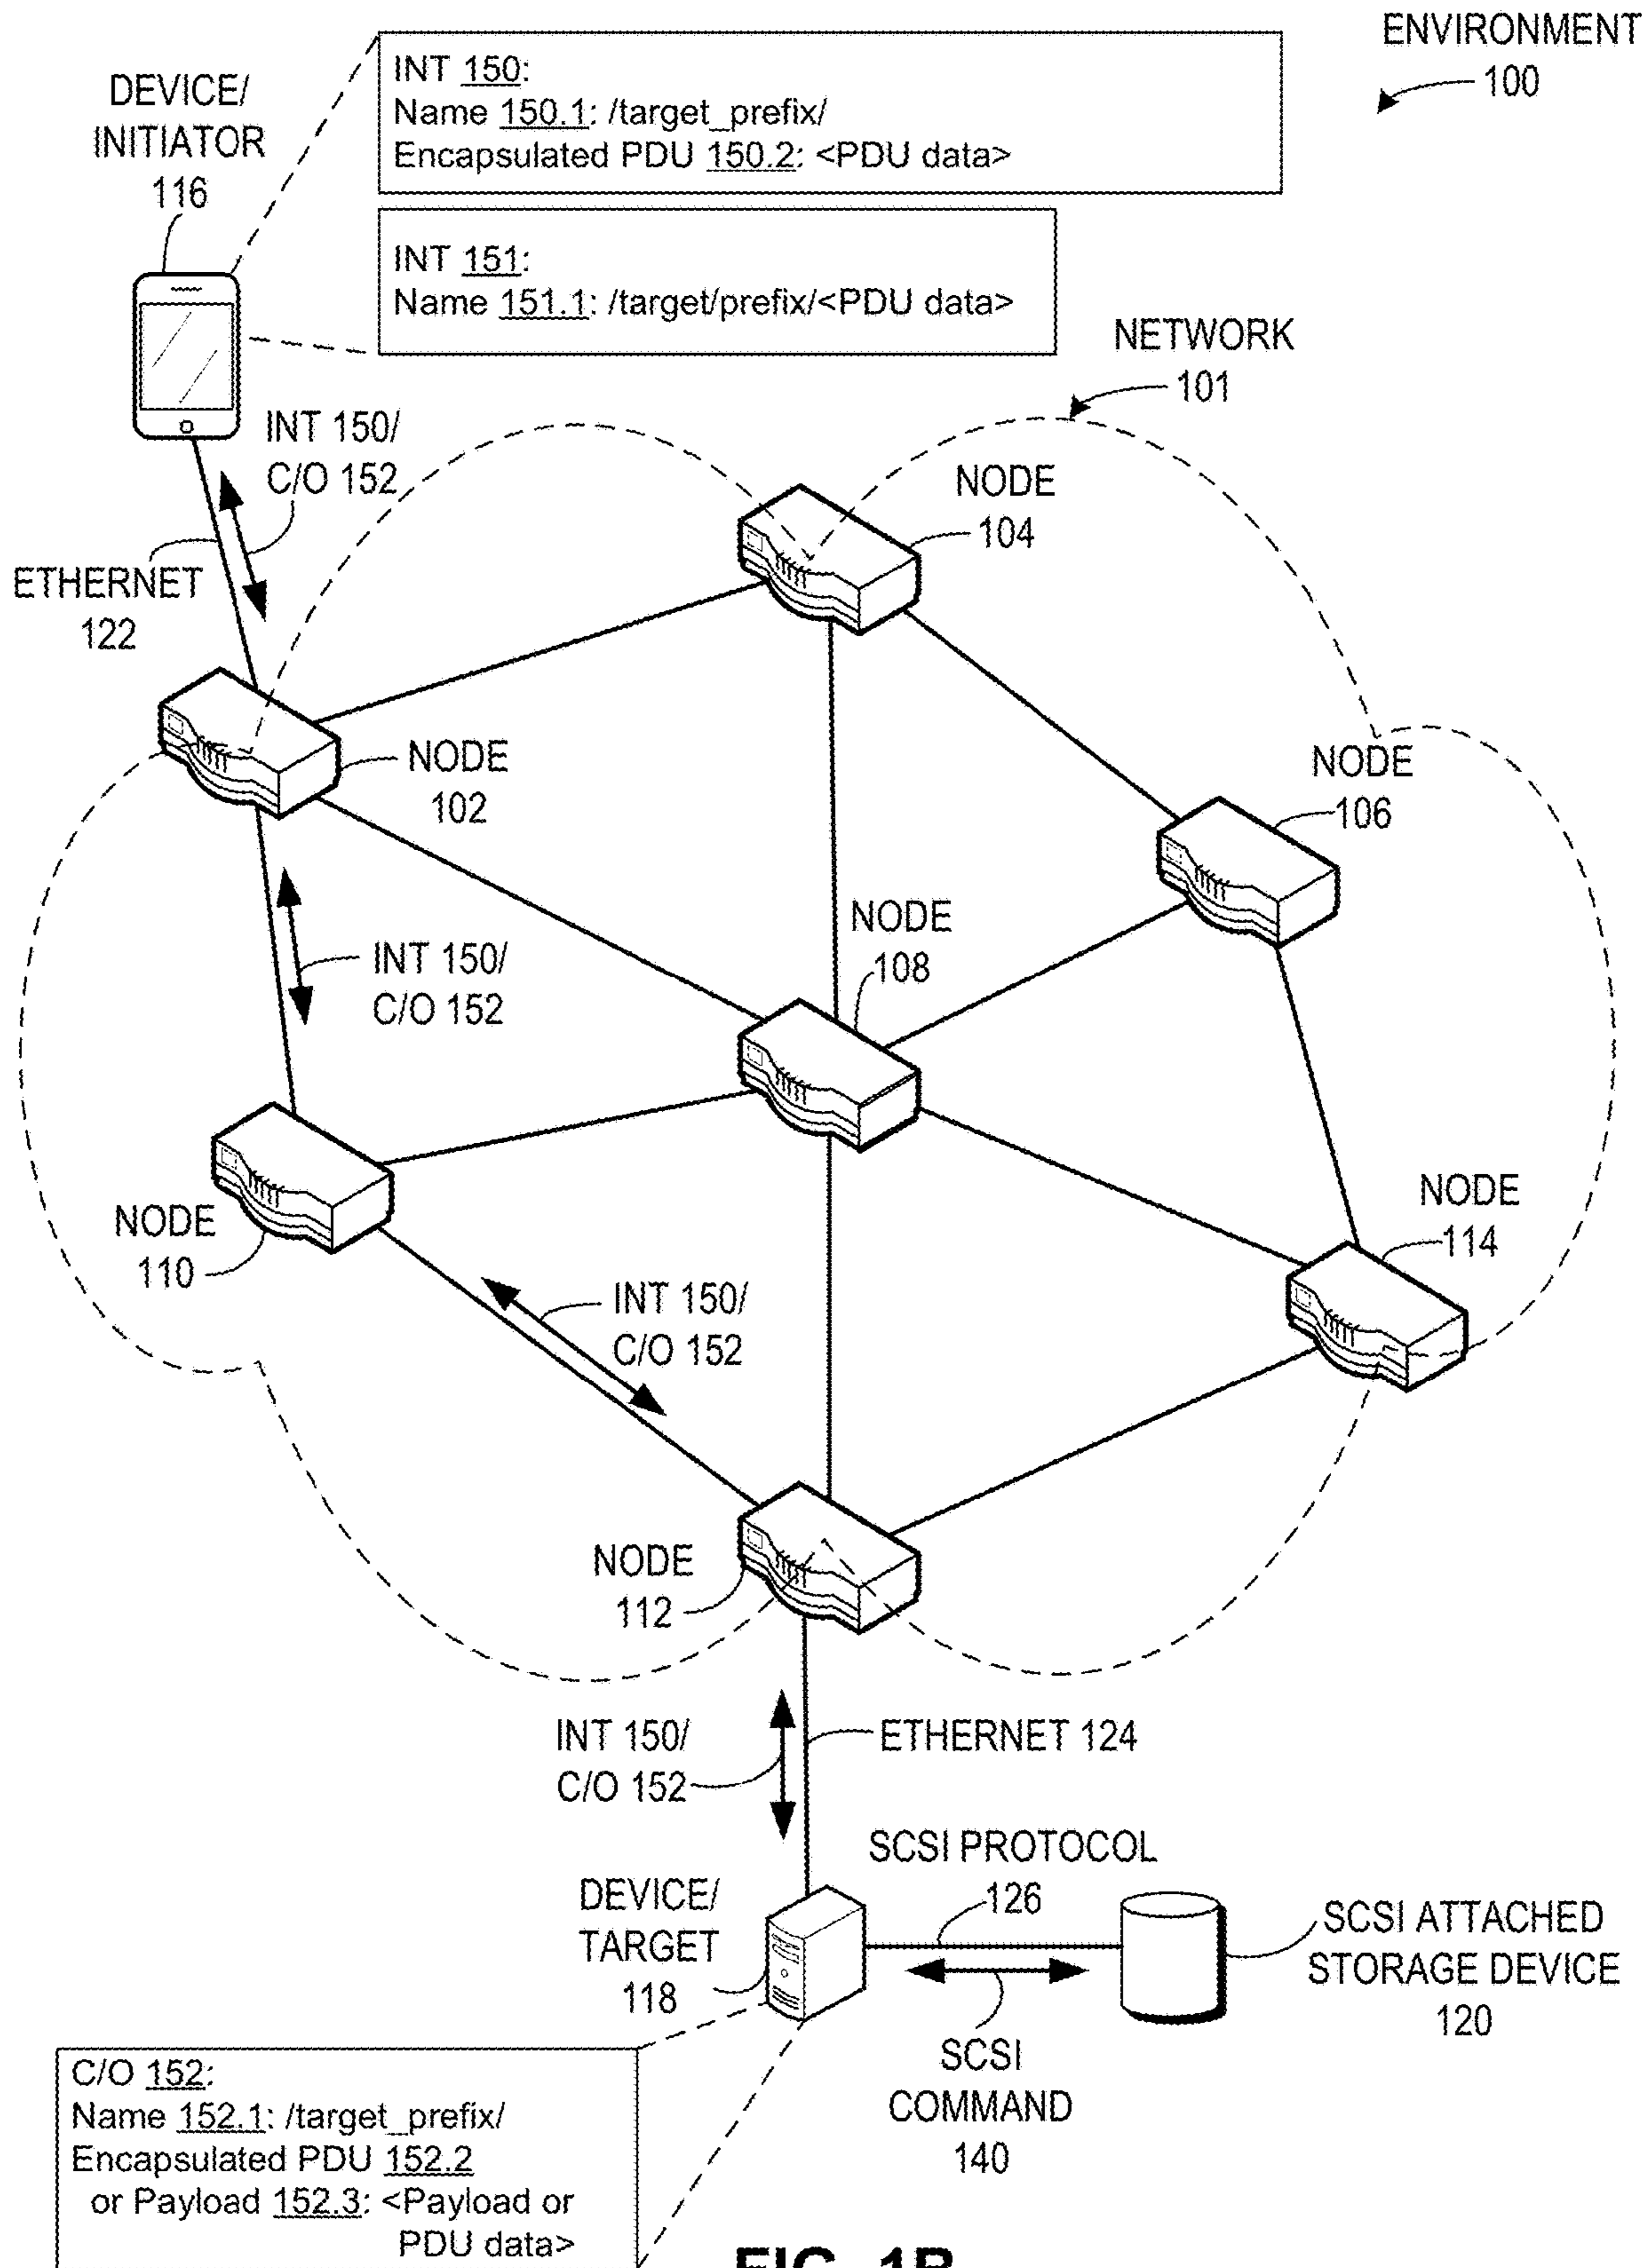 ENVIRONMENT
100
DEVICE/
INITIATOR
116
INT 150:
Name 150.1: /target_prefix/
Encapsulated PDU 150.2: <PDU data>
INT 151:
Name 151.1: /target/prefix/<PDU data>
NETWORK
101
INT 150/
C/O 152
NODE
104
ETHERNET
122
NODE
102
NODE
106
NODE
108
INT 150/
C/O 152
NODE
110
NODE
114
INT 150/
C/O 152
NODE
112
INT 150/
C/O 152
ETHERNET 124
SCSI PROTOCOL
126
DEVICE/
TARGET
118
SCSI ATTACHED
STORAGE DEVICE
120
SCSI
COMMAND
140
C/O 152:
Name 152.1: /target_prefix/
Encapsulated PDU 152.2
or Payload 152.3: <Payload or
PDU data>
FIG. 1B